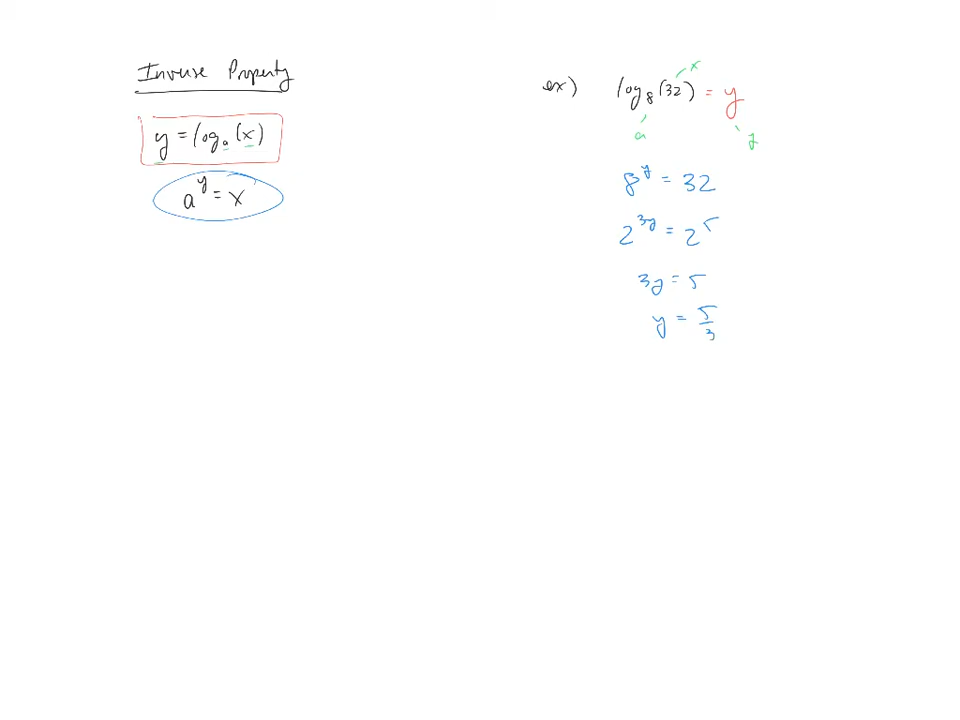 Inverse Property
y = log_a (x)
a^y = x
ex) log_8 (32) = y
x
a
y
8^y = 32
2^{3y} = 2^5
3y = 5
y = 5/3